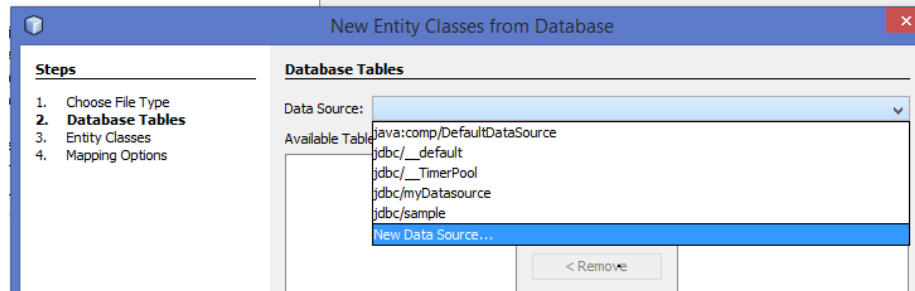 New Entity Classes from Database
Steps
1. Choose File Type
2. Database Tables
3. Entity Classes
4. Mapping Options
Database Tables
Data Source:
java:comp/DefaultDataSource
jdbc/__default
jdbc/__TimerPool
jdbc/myDatasource
jdbc/sample
New Data Source...
Available
< Remove